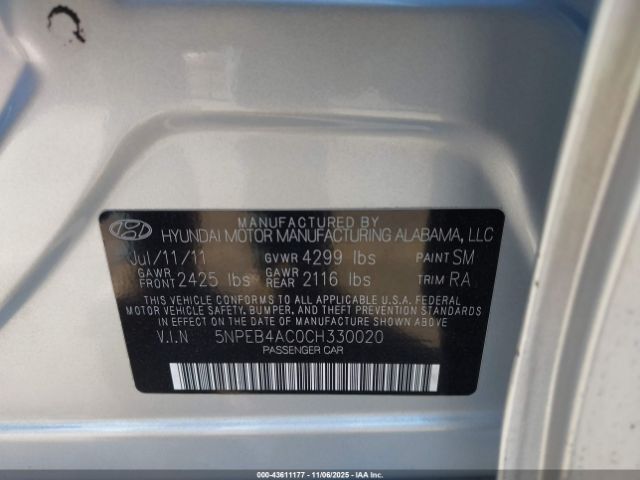 MANUFACTURED BY
HYUNDAI MOTOR MANUFACTURING ALABAMA, LLC
Jul/11/11 GVWR 4299 lbs PAINT SM
GAWR FRONT 2425 lbs GAWR REAR 2116 lbs TRIM RA
THIS VEHICLE CONFORMS TO ALL APPLICABLE U.S.A. FEDERAL
MOTOR VEHICLE SAFETY, BUMPER, AND THEFT PREVENTION STANDARDS
IN EFFECT ON THE DATE OF MANUFACTURE SHOWN ABOVE.
V.I.N 5NPEB4AC0CH330020
PASSENGER CAR
000-43611177 - 11/06/2025 - IAAI.COM